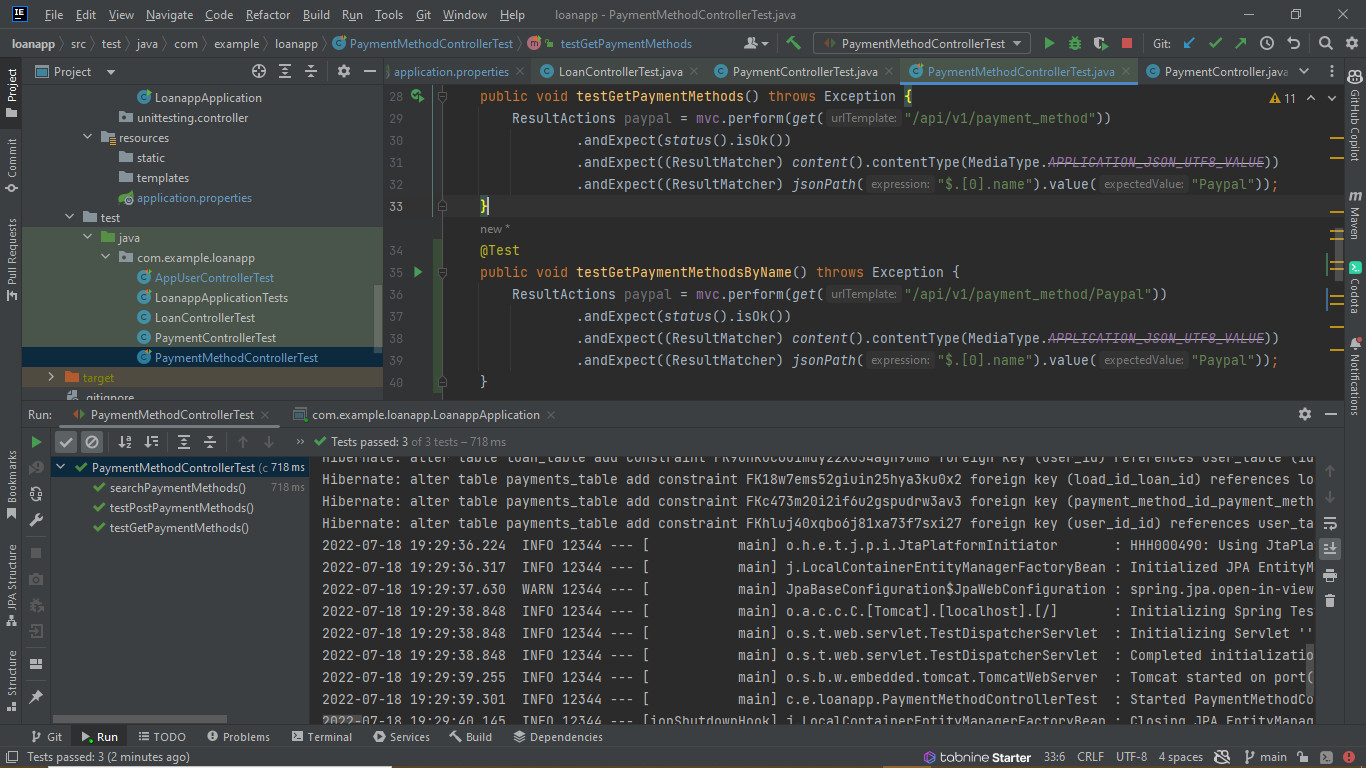 File Edit View Navigate Code Refactor Build Run Tools Git Window Help loanapp - PaymentMethodControllerTest.java
loanapp src test java com example loanapp PaymentMethodControllerTest testGetPaymentMethods PaymentMethodControllerTest Git:
Project
application.properties LoanControllerTest.java PaymentControllerTest.java PaymentMethodControllerTest.java PaymentController.java
LoanappApplication
unittesting.controller
resources
static
templates
application.properties
test
java
com.example.loanapp
AppUserControllerTest
LoanappApplicationTests
LoanControllerTest
PaymentControllerTest
PaymentMethodControllerTest
target
.gitignore
28 public void testGetPaymentMethods() throws Exception {
11
29 ResultActions paypal = mvc.perform(get( urlTemplate: "/api/v1/payment_method"))
30 .andExpect(status().isOk())
31 .andExpect((ResultMatcher) content().contentType(MediaType.APPLICATION_JSON_UTF8_VALUE))
32 .andExpect((ResultMatcher) jsonPath( expression: "$.[0].name").value( expectedValue: "Paypal"));
33 }
new *
34 @Test
35 public void testGetPaymentMethodsByName() throws Exception {
36 ResultActions paypal = mvc.perform(get( urlTemplate: "/api/v1/payment_method/Paypal"))
37 .andExpect(status().isOk())
38 .andExpect((ResultMatcher) content().contentType(MediaType.APPLICATION_JSON_UTF8_VALUE))
39 .andExpect((ResultMatcher) jsonPath( expression: "$.[0].name").value( expectedValue: "Paypal"));
40 }
Project
Commit
Pull Requests
Bookmarks
JPA Structure
Structure
GitHub Copilot
Maven
Codota
Notifications
Run: PaymentMethodControllerTest com.example.loanapp.LoanappApplication
Tests passed: 3 of 3 tests – 718 ms
PaymentMethodControllerTest (c 718 ms
searchPaymentMethods() 718 ms
testPostPaymentMethods()
testGetPaymentMethods()
Hibernate: alter table payments_table add constraint FK18w7ems52giuin25hya3ku0x2 foreign key (load_id_loan_id) references lo
Hibernate: alter table payments_table add constraint FKc473m20i2if6u2gspudrw3av3 foreign key (payment_method_id_payment_meth
Hibernate: alter table payments_table add constraint FKhluj40xqbo6j81xa73f7sxi27 foreign key (user_id_id) references user_ta
2022-07-18 19:29:36.224 INFO 12344 --- [ main] o.h.e.t.j.p.i.JtaPlatformInitiator : HHH000490: Using JtaPla
2022-07-18 19:29:36.317 INFO 12344 --- [ main] j.LocalContainerEntityManagerFactoryBean : Initialized JPA EntityM
2022-07-18 19:29:37.630 WARN 12344 --- [ main] JpaBaseConfiguration$JpaWebConfiguration : spring.jpa.open-in-view
2022-07-18 19:29:38.848 INFO 12344 --- [ main] o.a.c.c.C.[Tomcat].[localhost].[/] : Initializing Spring Tes
2022-07-18 19:29:38.848 INFO 12344 --- [ main] o.s.t.web.servlet.TestDispatcherServlet : Initializing Servlet ''
2022-07-18 19:29:38.848 INFO 12344 --- [ main] o.s.t.web.servlet.TestDispatcherServlet : Completed initializatio
2022-07-18 19:29:39.255 INFO 12344 --- [ main] o.s.b.w.embedded.tomcat.TomcatWebServer : Tomcat started on port(
2022-07-18 19:29:39.301 INFO 12344 --- [ main] c.e.loanapp.PaymentMethodControllerTest : Started PaymentMethodCo
2022-07-18 19:29:40.145 INFO 12344 --- [ionShutdownHook] j.LocalContainerEntityManagerFactoryBean : Closing JPA EntityManag
Git Run TODO Problems Terminal Services Build Dependencies
Tests passed: 3 (2 minutes ago) tabnine Starter 33:6 CRLF UTF-8 4 spaces main